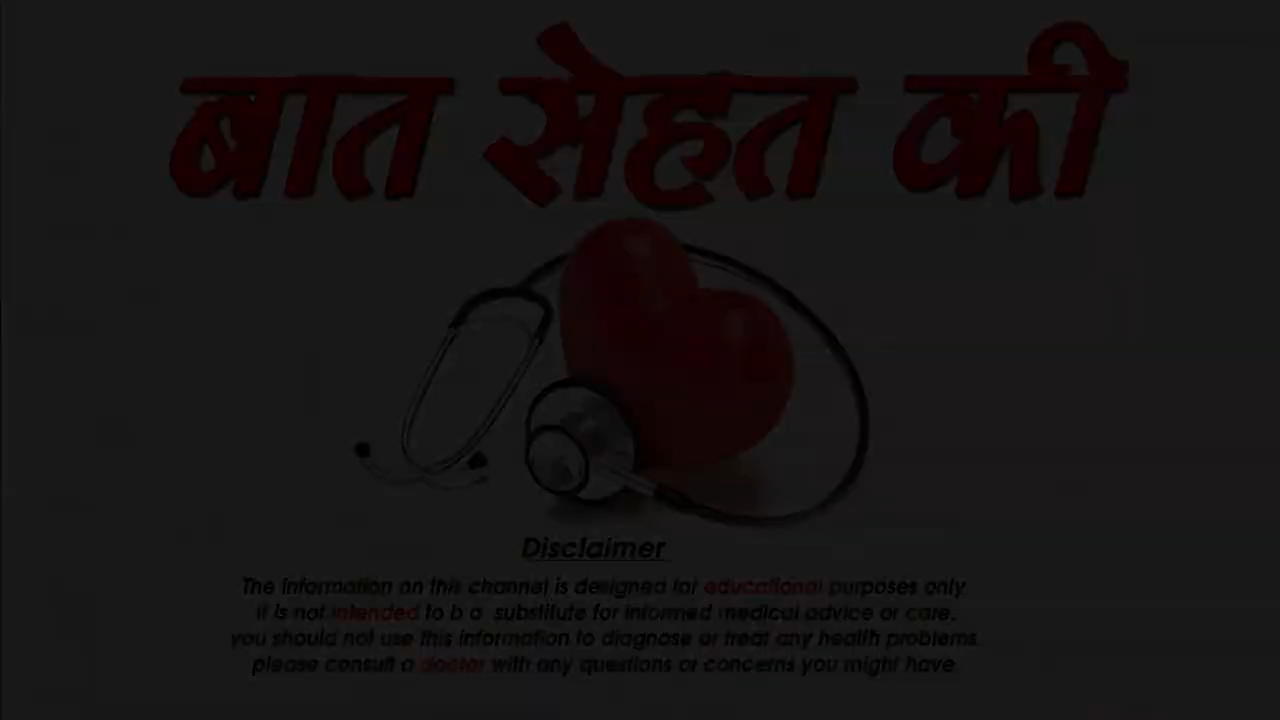 बात सेहत की
Disclaimer
The information on this channel is designed for educational purposes only
it is not intended to b a substitute for informed medical advice or care.
you should not use this information to diagnose or treat any health problems.
please consult a doctor with any questions or concerns you might have